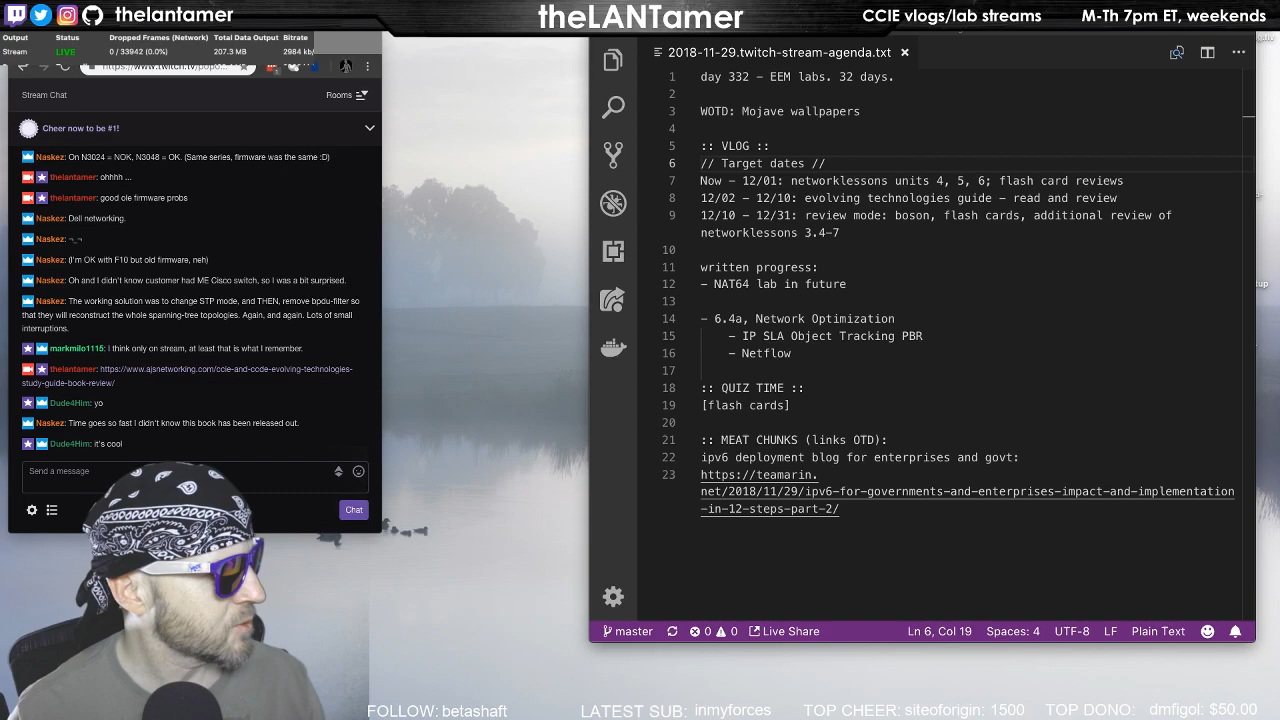 thelantamer
theLANTamer
CCIE vlogs/lab streams
M-Th 7pm ET, weekends
Output Status Dropped Frames (Network) Total Data Output Bitrate
Stream LIVE 0 / 33942 (0.0%) 207.3 MB 2984 kb/
Stream Chat
Rooms
Cheer now to be #1!
Naskez: On N3024 = NOK, N3048 = OK. (Same series, firmware was the same :D)
thelantamer: ohhhh ...
thelantamer: good ole firmware probs
Naskez: Dell networking.
Naskez: ¬_¬
Naskez: (I'm OK with F10 but old firmware, neh)
Naskez: Oh and I didn't know customer had ME Cisco switch, so I was a bit surprised.
Naskez: The working solution was to change STP mode, and THEN, remove bpdu-filter so
that they will reconstruct the whole spanning-tree topologies. Again, and again. Lots of small
interruptions.
markmilo1115: I think only on stream, at least that is what I remember.
thelantamer: https://www.ajsnetworking.com/ccie-and-ccde-evolving-technologies-
study-guide-book-review/
Dude4Him: yo
Naskez: Time goes so fast I didn't know this book has been released out.
Dude4Him: it's cool
Send a message
Chat
2018-11-29.twitch-stream-agenda.txt
1 day 332 - EEM labs. 32 days.
2
3 WOTD: Mojave wallpapers
4
5 :: VLOG ::
6 // Target dates //
7 Now - 12/01: networklessons units 4, 5, 6; flash card reviews
8 12/02 - 12/10: evolving technologies guide - read and review
9 12/10 - 12/31: review mode: boson, flash cards, additional review of
networklessons 3.4-7
10
11 written progress:
12 - NAT64 lab in future
13
14 - 6.4a, Network Optimization
15 - IP SLA Object Tracking PBR
16 - Netflow
17
18 :: QUIZ TIME ::
19 [flash cards]
20
21 :: MEAT CHUNKS (links OTD):
22 ipv6 deployment blog for enterprises and govt:
23 https://teamarin.
net/2018/11/29/ipv6-for-governments-and-enterprises-impact-and-implementation
-in-12-steps-part-2/
master 0 0 Live Share Ln 6, Col 19 Spaces: 4 UTF-8 LF Plain Text
FOLLOW: betashaft
LATEST SUB: inmyforces
TOP CHEER: siteoforigin: 1500
TOP DONO: dmfigol: $50.00